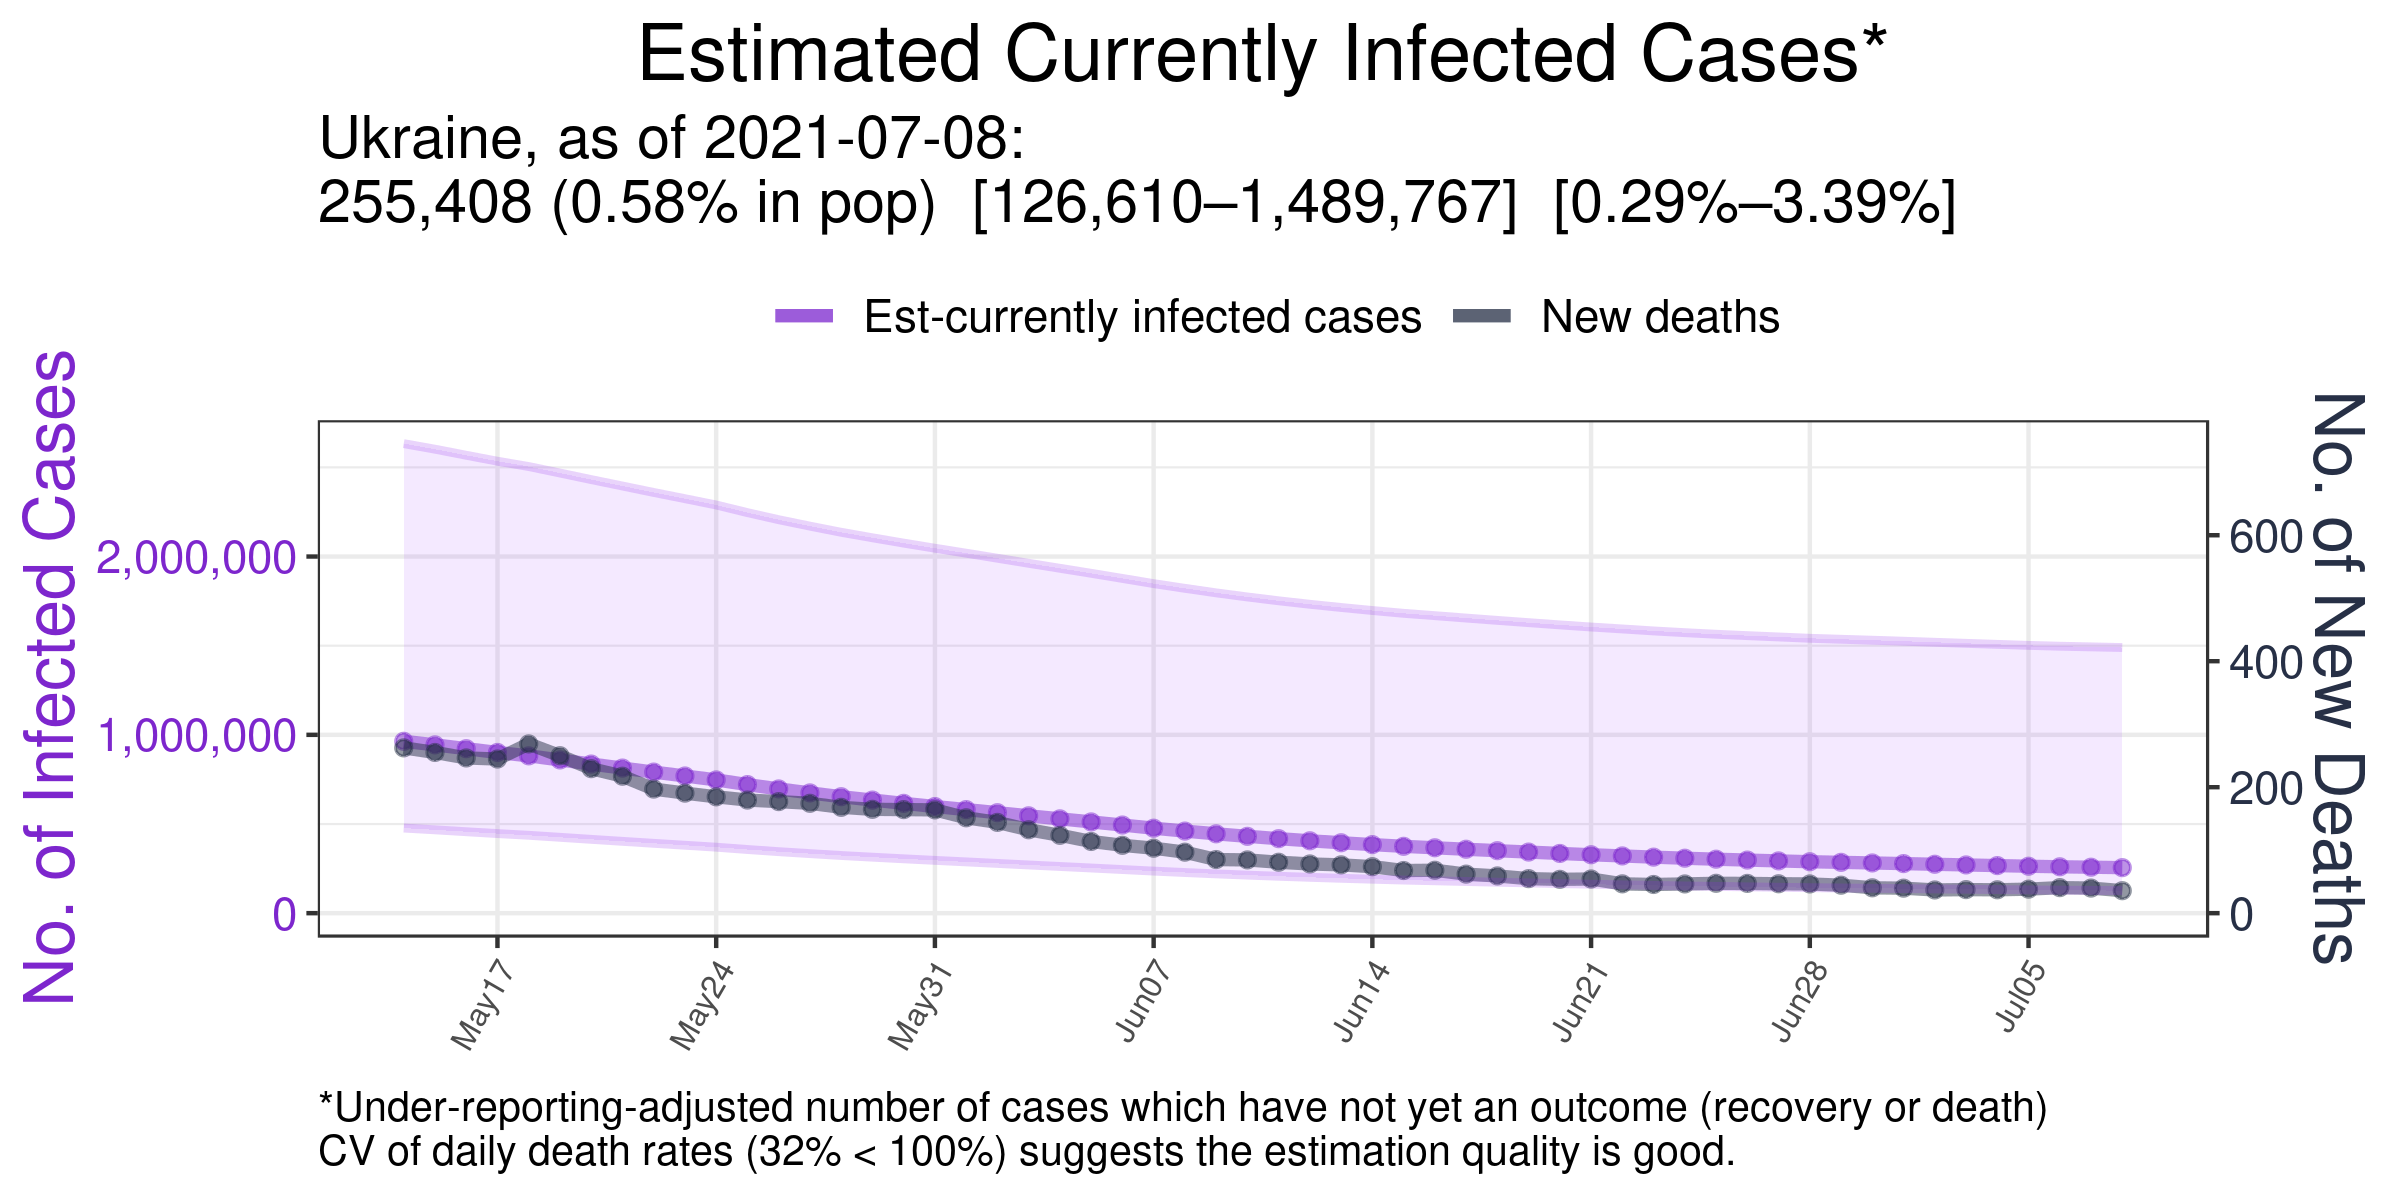 Estimated Currently Infected Cases*
Ukraine, as of 2021-07-08:
255,408 (0.58% in pop)  [126,610–1,489,767]  [0.29%–3.39%]
Est-currently infected cases
New deaths
No. of Infected Cases
2,000,000
1,000,000
0
600
400
200
0
No. of New Deaths
May17
May24
May31
Jun07
Jun14
Jun21
Jun28
Jul05
*Under-reporting-adjusted number of cases which have not yet an outcome (recovery or death)
CV of daily death rates (32% < 100%) suggests the estimation quality is good.